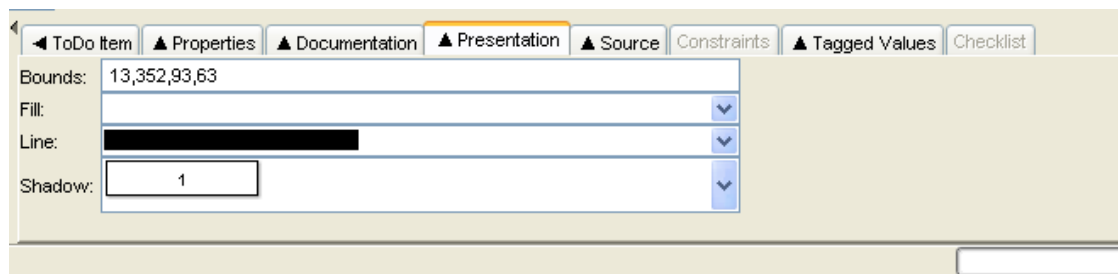 ToDo Item Properties Documentation Presentation Source Constraints Tagged Values Checklist
Bounds: 13,352,93,63
Fill:
Line:
Shadow: 1